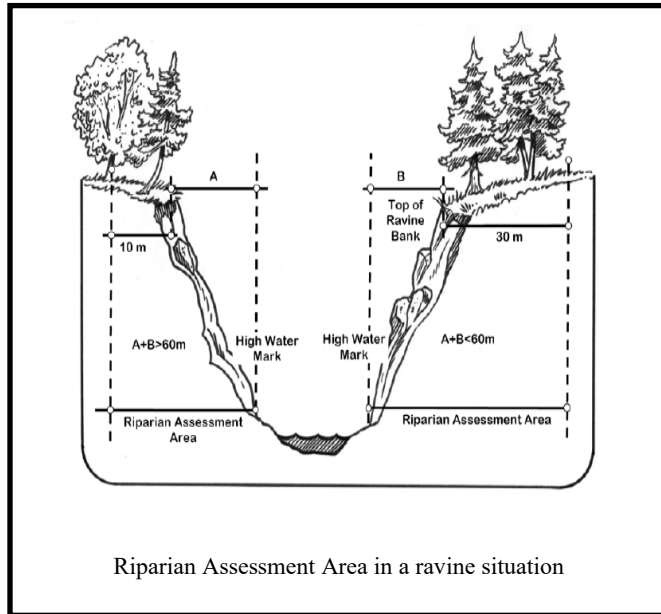 A
B
Top of
Ravine
Bank
10 m
30 m
A+B>60m
High Water
Mark
High Water
Mark
A+B<60m
Riparian Assessment
Area
Riparian Assessment Area
Riparian Assessment Area in a ravine situation